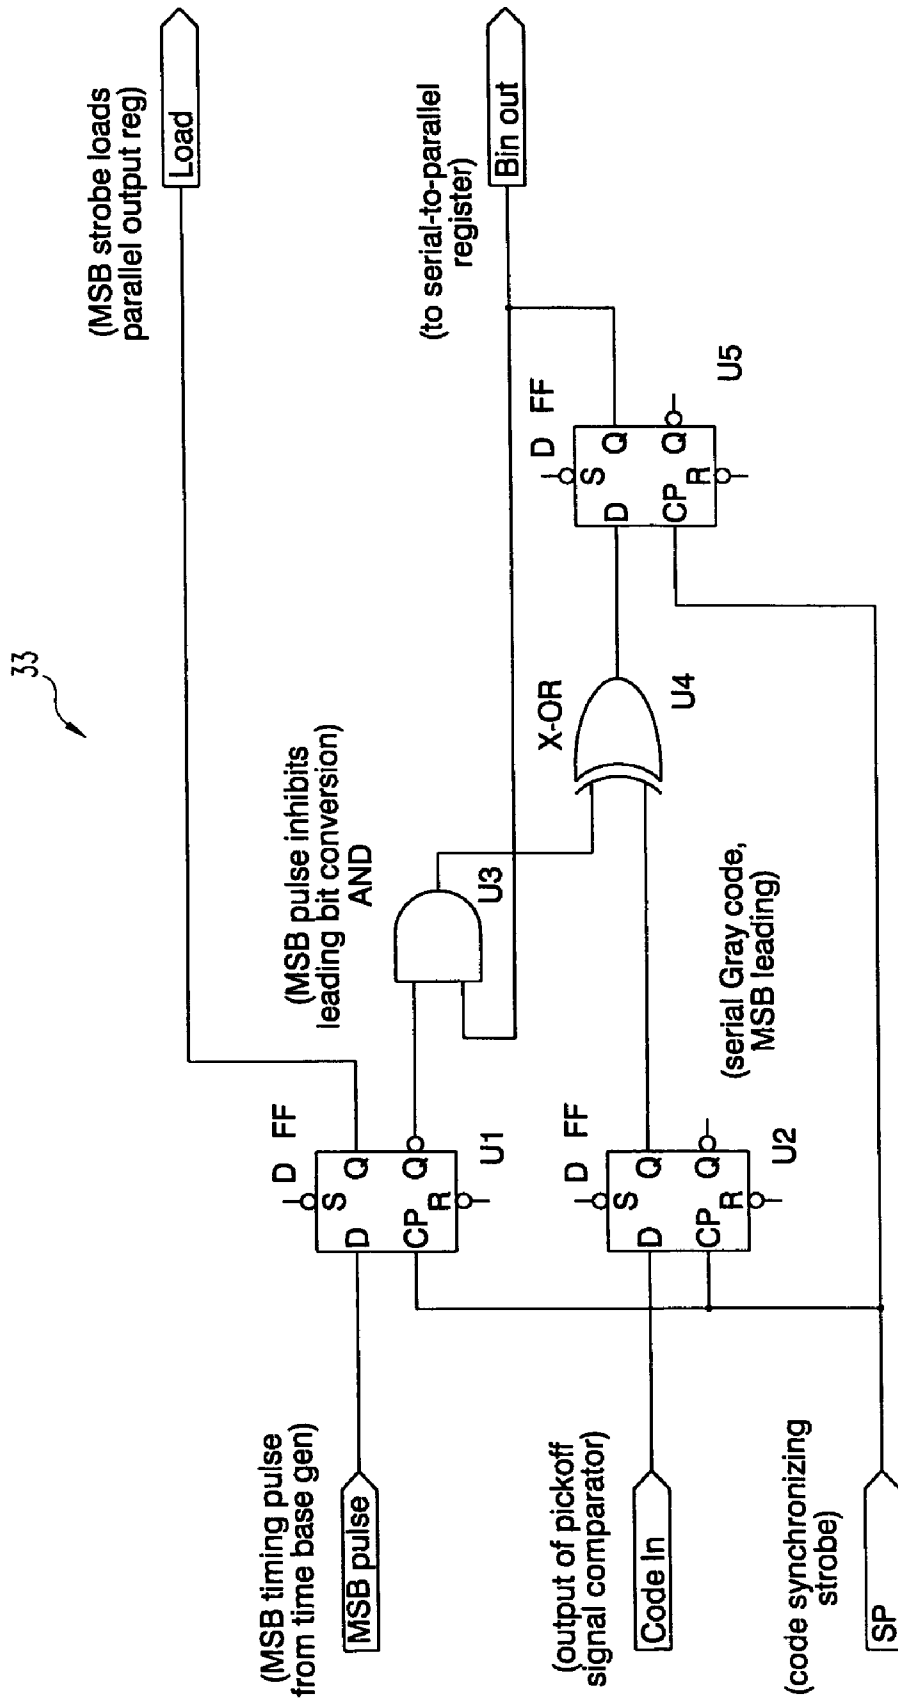 33
(MSB strobe loads
parallel output reg)
Load
(to serial-to-parallel
register)
Bin out
(MSB pulse inhibits
leading bit conversion)
AND
U3
X-OR
U4
D FF
S
D
Q
CP
Q
R
U5
(MSB timing pulse
from time base gen)
MSB pulse
D FF
S
D
Q
CP
Q
R
U1
(output of pickoff
signal comparator)
Code In
D FF
S
D
Q
CP
Q
R
U2
(serial Gray code,
MSB leading)
(code synchronizing
strobe)
SP